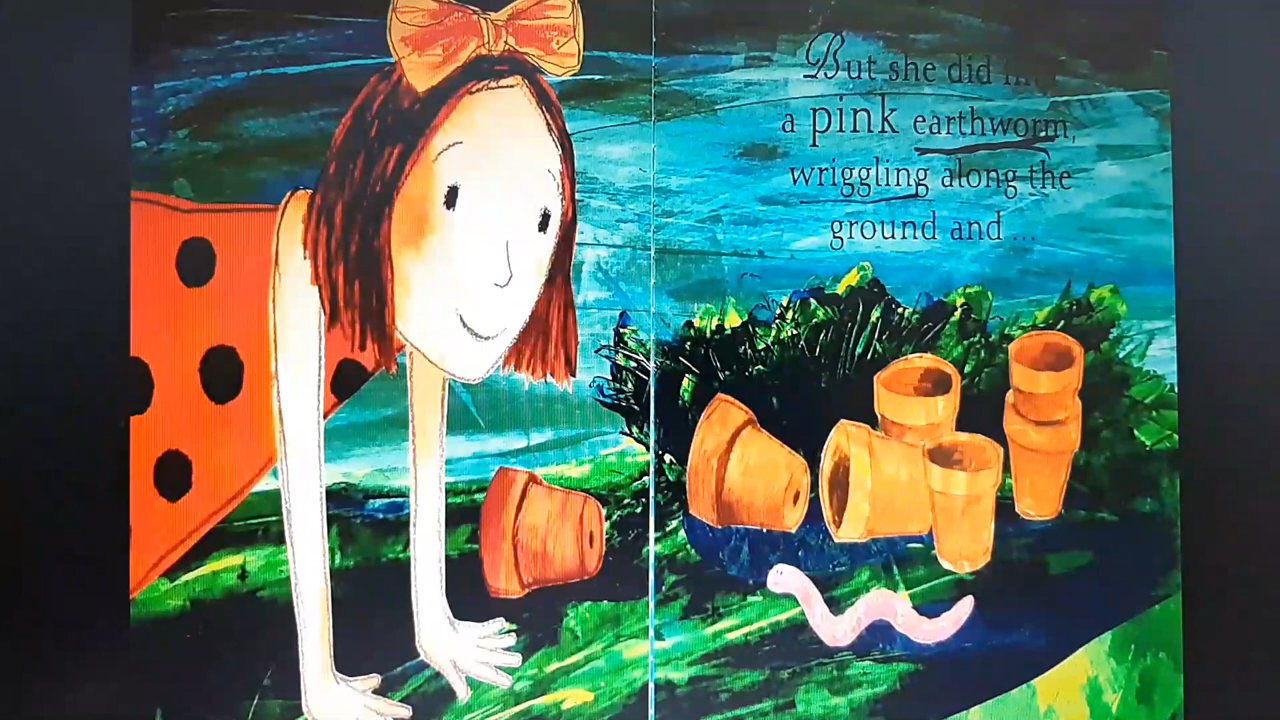 But she did
a pink earthworm,
wriggling along the
ground and ...